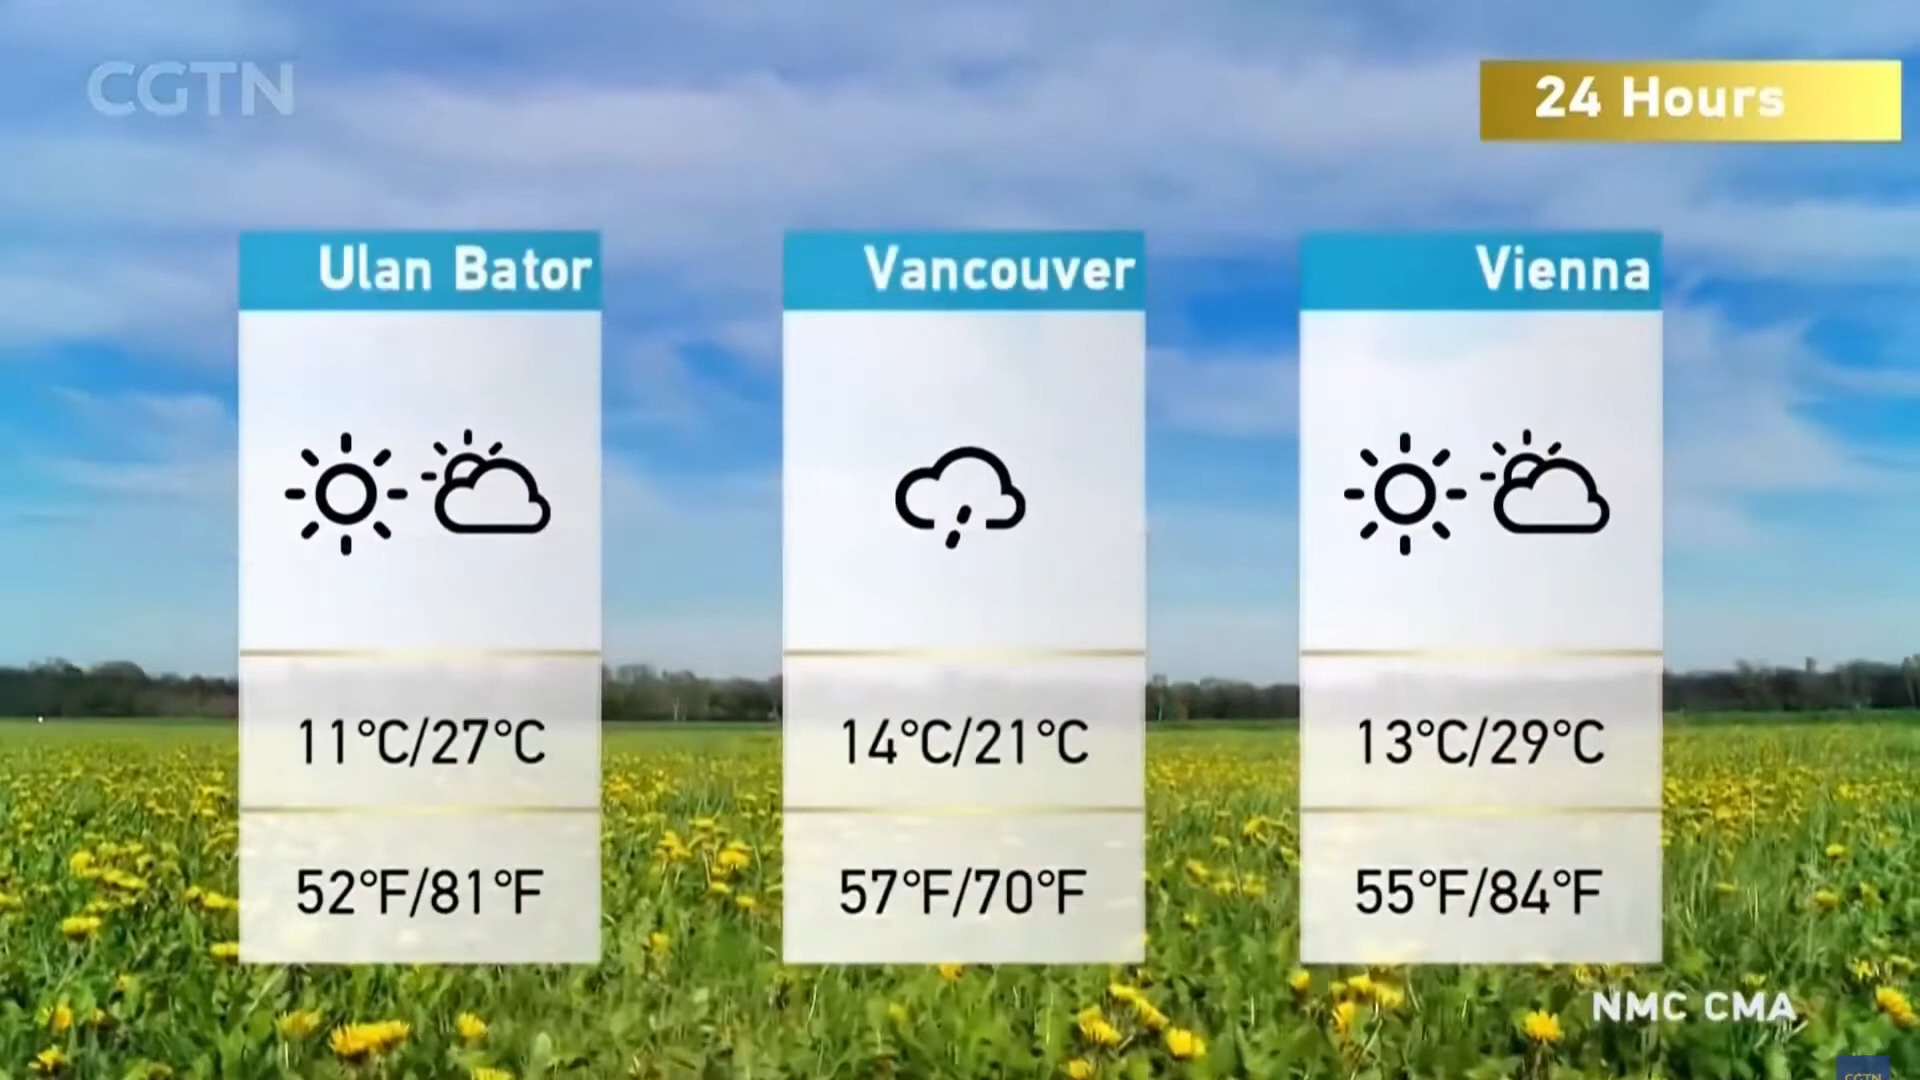 CGTN
24 Hours
Ulan Bator
Vancouver
Vienna
11°C/27°C
14°C/21°C
13°C/29°C
52°F/81°F
57°F/70°F
55°F/84°F
NMC CMA
CGTN